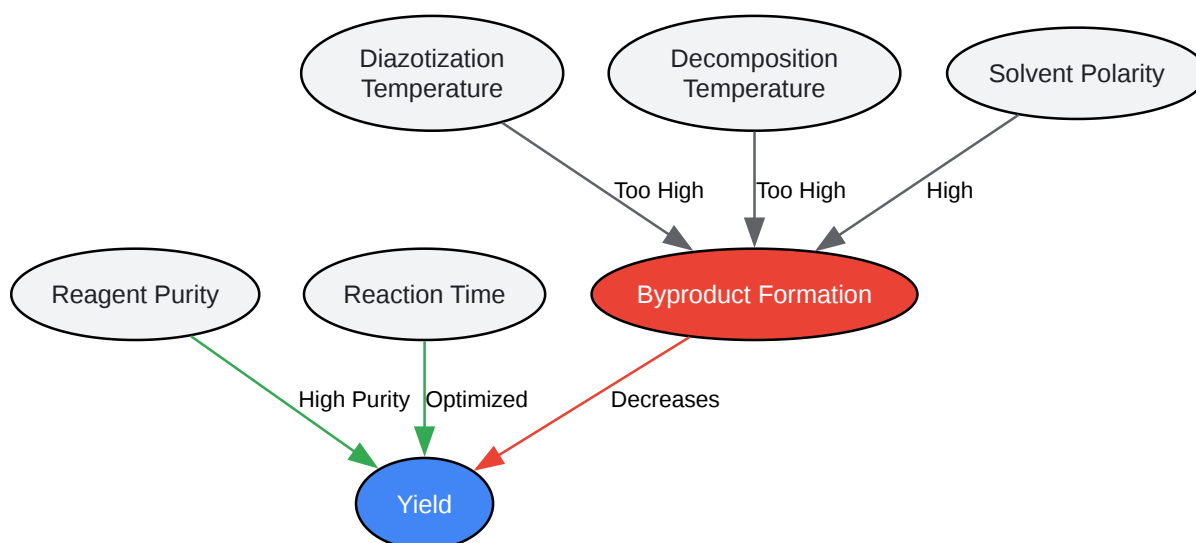 Diazotization
Temperature
Decomposition
Temperature
Solvent Polarity
Too High
Too High
High
Reagent Purity
Reaction Time
Byproduct Formation
High Purity
Optimized
Decreases
Yield